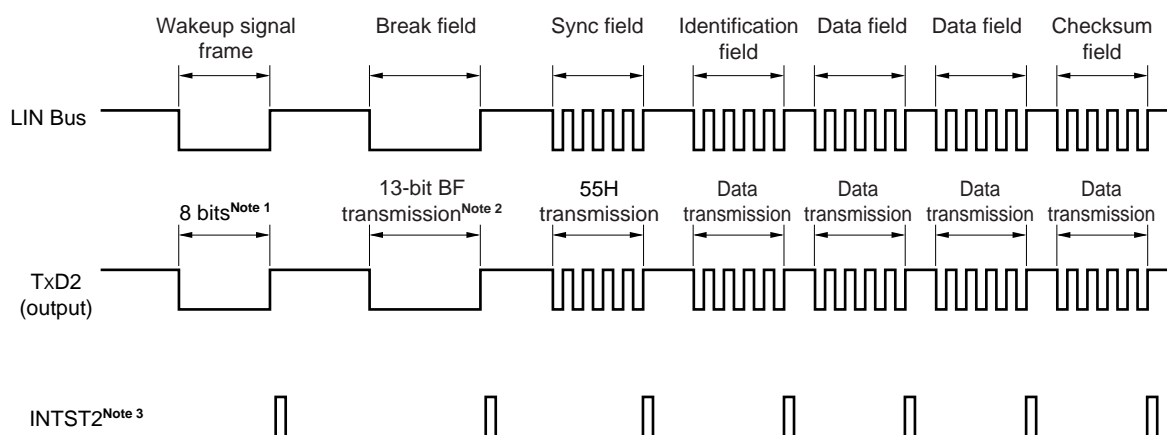 Wakeup signal frame
Break field
Sync field
Identification field
Data field
Data field
Checksum field
LIN Bus
8 bitsNote 1
13-bit BF transmissionNote 2
55H transmission
Data transmission
Data transmission
Data transmission
Data transmission
TxD2 (output)
INTST2Note 3